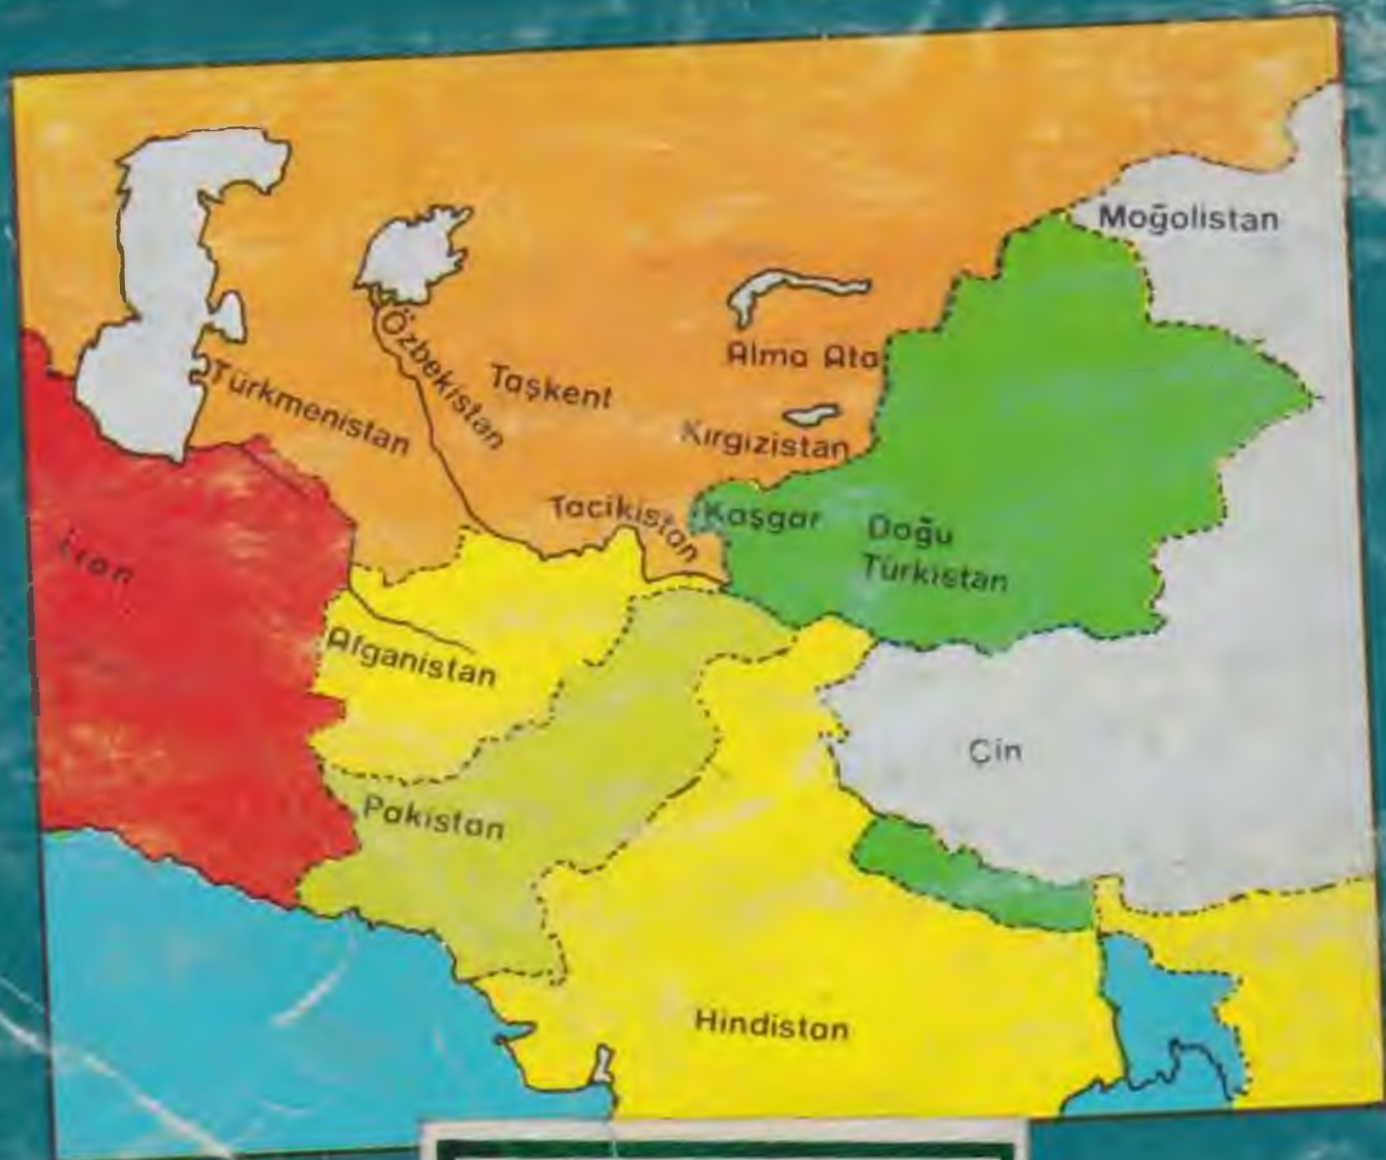 Moğolistan
Özbekistan
Alma Ata
Taşkent
Türkmenistan
Kırgızistan
Tacikistan
Kaşgar
Doğu
Türkistan
İran
Afganistan
Çin
Pakistan
Hindistan